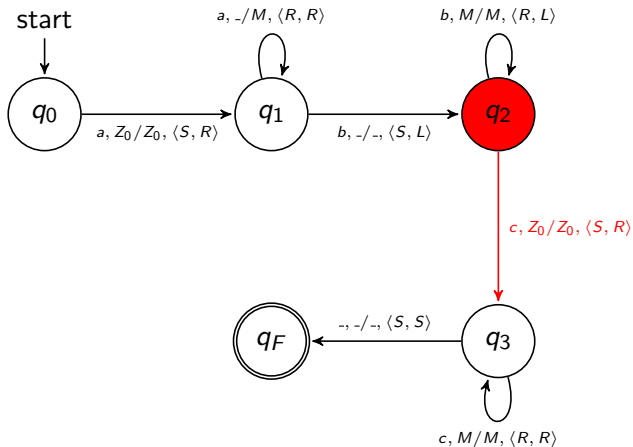 a, _/M, ⟨R, R⟩
b, M/M, ⟨R, L⟩
start
q0
q1
q2
a, Z0/Z0, ⟨S, R⟩
b, _/_, ⟨S, L⟩
c, Z0/Z0, ⟨S, R⟩
_, _/_, ⟨S, S⟩
qF
q3
c, M/M, ⟨R, R⟩